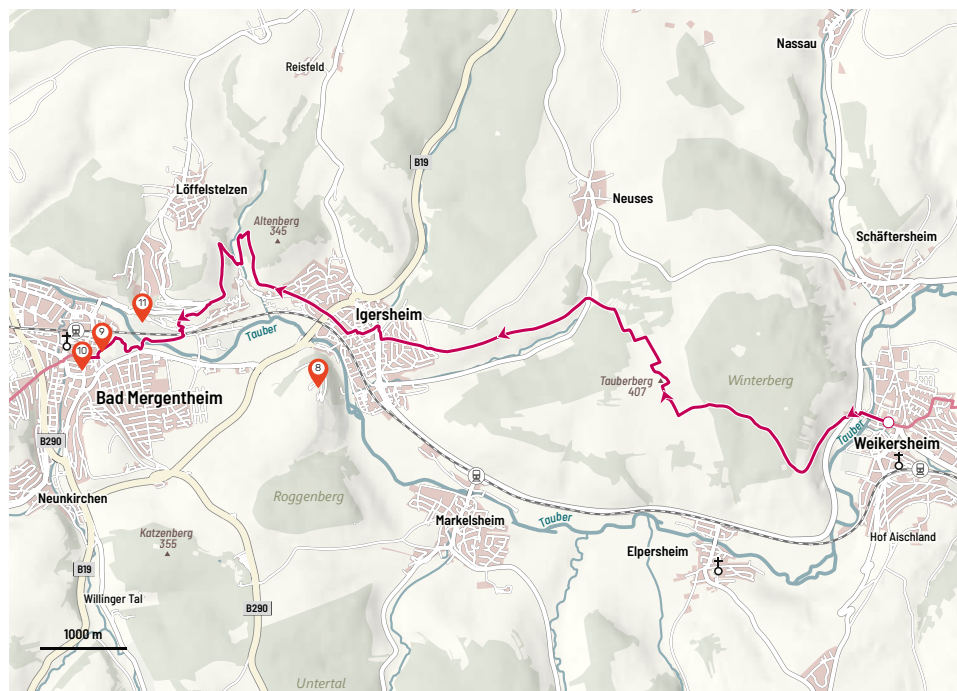 Nassau
Reisfeld
B19
Löffelstelzen
Neuses
Altenberg
345
Schäftersheim
11
Igersheim
Tauber
9
10
8
Tauberberg
407
Winterberg
Bad Mergentheim
Tauber
B290
Weikersheim
Neunkirchen
Roggenberg
Markelsheim
Tauber
Katzenberg
355
Hof Aischland
Elpersheim
B19
Willinger Tal
B290
1000 m
Untertal